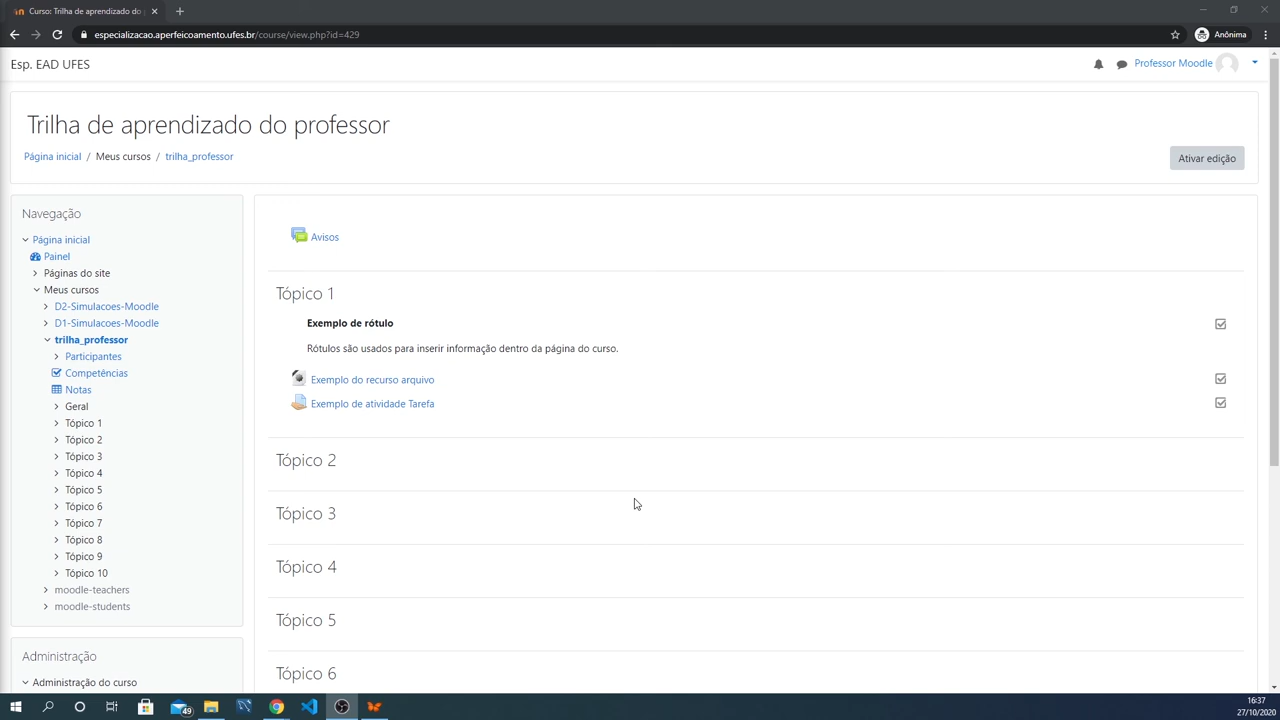 Curso: Trilha de aprendizado do p
especializacao.aperfeicoamento.ufes.br/course/view.php?id=429
Anônima
Esp. EAD UFES
Professor Moodle
Trilha de aprendizado do professor
Página inicial / Meus cursos / trilha_professor
Ativar edição
Navegação
Página inicial
Painel
Páginas do site
Meus cursos
D2-Simulacoes-Moodle
D1-Simulacoes-Moodle
trilha_professor
Participantes
Competências
Notas
Geral
Tópico 1
Tópico 2
Tópico 3
Tópico 4
Tópico 5
Tópico 6
Tópico 7
Tópico 8
Tópico 9
Tópico 10
moodle-teachers
moodle-students
Administração
Administração do curso
Avisos
Tópico 1
Exemplo de rótulo
Rótulos são usados para inserir informação dentro da página do curso.
Exemplo do recurso arquivo
Exemplo de atividade Tarefa
Tópico 2
Tópico 3
Tópico 4
Tópico 5
Tópico 6
49
16:37
27/10/2020